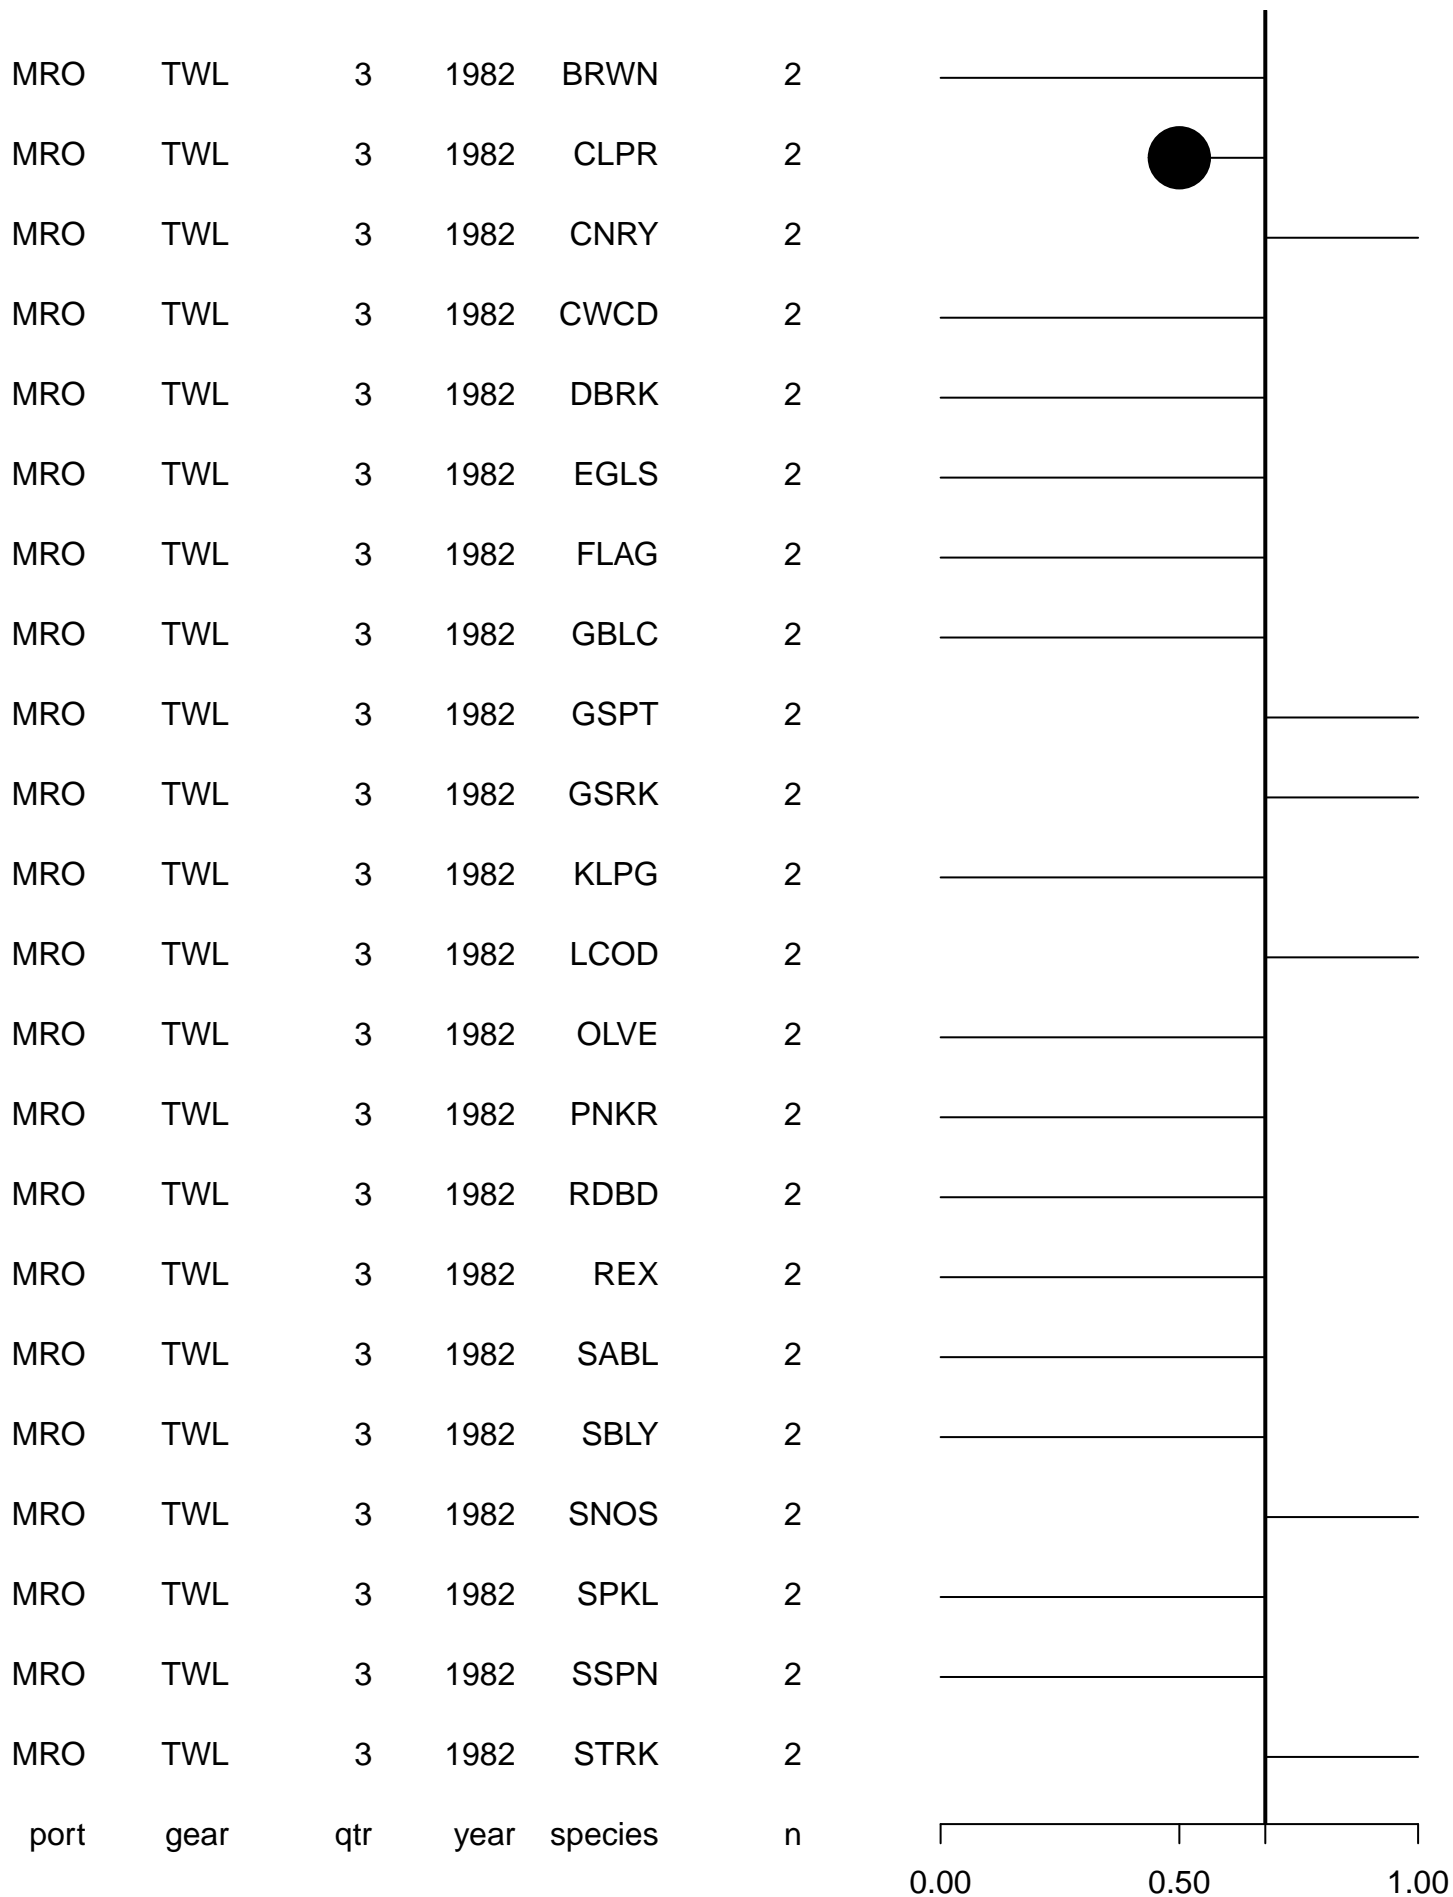 MRO TWL 3 1982 BRWN 2
MRO TWL 3 1982 CLPR 2
MRO TWL 3 1982 CNRY 2
MRO TWL 3 1982 CWCD 2
MRO TWL 3 1982 DBRK 2
MRO TWL 3 1982 EGLS 2
MRO TWL 3 1982 FLAG 2
MRO TWL 3 1982 GBLC 2
MRO TWL 3 1982 GSPT 2
MRO TWL 3 1982 GSRK 2
MRO TWL 3 1982 KLPG 2
MRO TWL 3 1982 LCOD 2
MRO TWL 3 1982 OLVE 2
MRO TWL 3 1982 PNKR 2
MRO TWL 3 1982 RDBD 2
MRO TWL 3 1982 REX 2
MRO TWL 3 1982 SABL 2
MRO TWL 3 1982 SBLY 2
MRO TWL 3 1982 SNOS 2
MRO TWL 3 1982 SPKL 2
MRO TWL 3 1982 SSPN 2
MRO TWL 3 1982 STRK 2
port gear qtr year species n
0.00 0.50 1.00